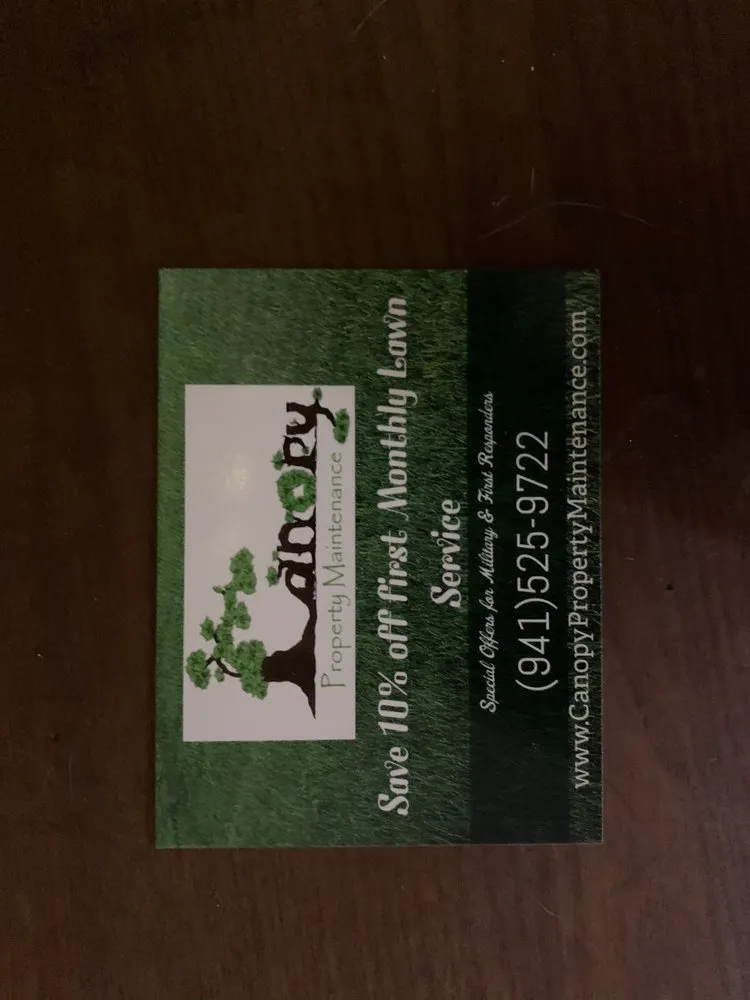 Canopy
Property Maintenance
Save 10% off first Monthly Lawn
Service
Special Offers for Military & First Responders
(941)525-9722
www.CanopyPropertyMaintenance.com